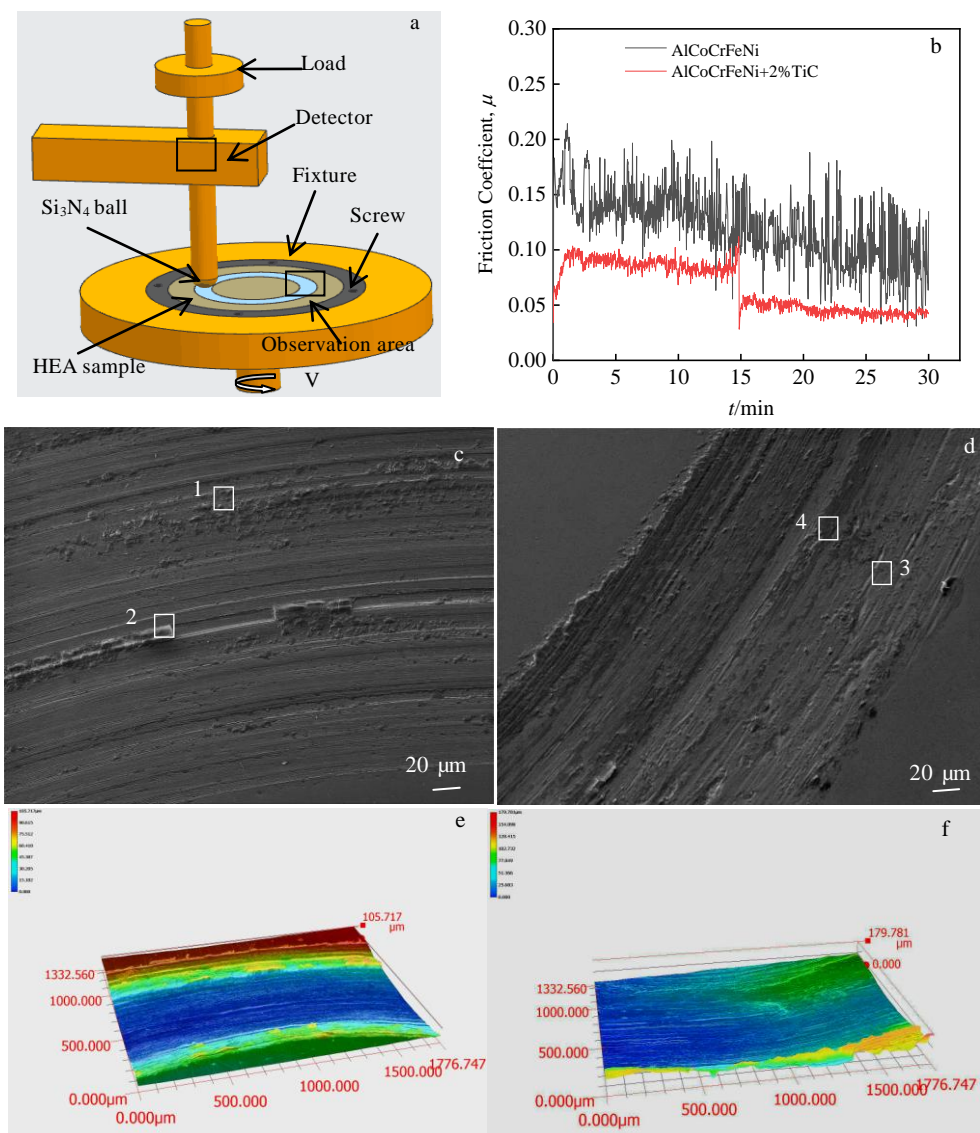 a
Load
Detector
Fixture
Si₃N₄ ball
Screw
Observation area
HEA sample
V
b
0.30
0.25
0.20
0.15
0.10
0.05
0.00
Friction Coeffcient, μ
AlCoCrFeNi
AlCoCrFeNi+2%TiC
0 5 10 15 20 25 30
t/min
c
1
2
20 μm
d
4
3
20 μm
e
105.717
μm
1332.560
1000.000
500.000
0.000μm
0.000μm
500.000
1000.000
1500.000
1776.747
f
179.781
μm
0.000
1332.560
1000.000
500.000
0.000μm
0.000μm
500.000
1000.000
1500.000
1776.747